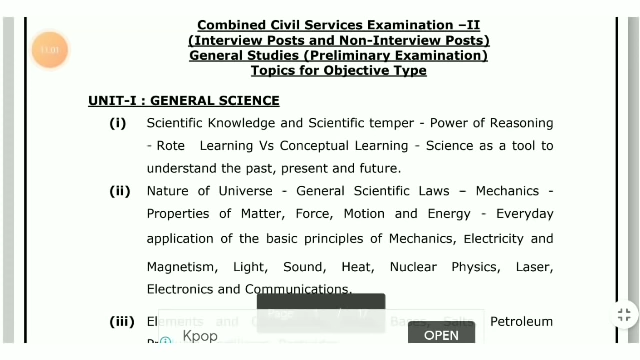 Combined Civil Services Examination –II
(Interview Posts and Non-Interview Posts)
General Studies (Preliminary Examination)
Topics for Objective Type
UNIT-I : GENERAL SCIENCE
(i) Scientific Knowledge and Scientific temper - Power of Reasoning
- Rote Learning Vs Conceptual Learning - Science as a tool to
understand the past, present and future.
(ii) Nature of Universe - General Scientific Laws – Mechanics -
Properties of Matter, Force, Motion and Energy - Everyday
application of the basic principles of Mechanics, Electricity and
Magnetism, Light, Sound, Heat, Nuclear Physics, Laser,
Electronics and Communications.
(iii) Elements and Bases, Salts Petroleum
Kpop
OPEN